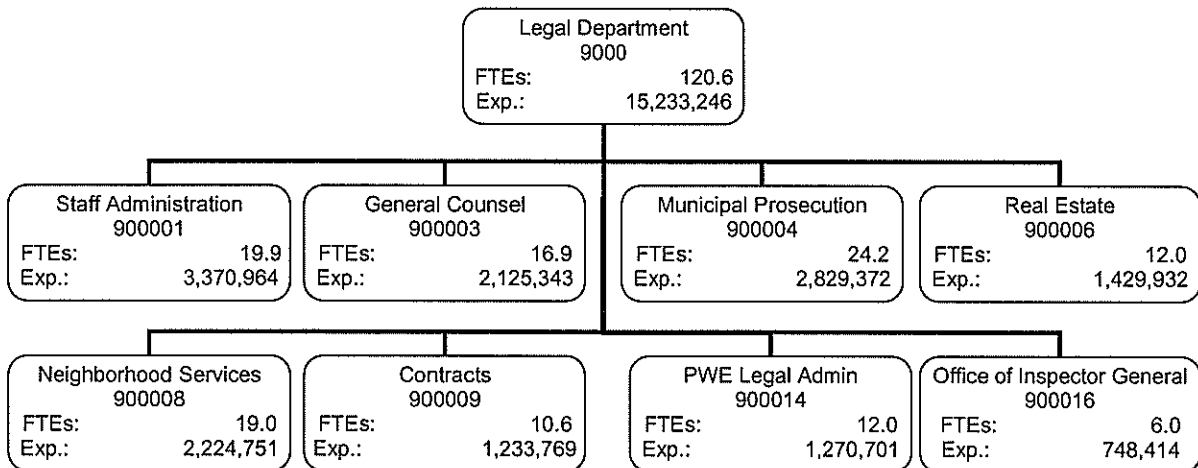 Legal Department
9000
FTEs: 120.6
Exp.: 15,233,246
Staff Administration
900001
FTEs: 19.9
Exp.: 3,370,964
General Counsel
900003
FTEs: 16.9
Exp.: 2,125,343
Municipal Prosecution
900004
FTEs: 24.2
Exp.: 2,829,372
Real Estate
900006
FTEs: 12.0
Exp.: 1,429,932
Neighborhood Services
900008
FTEs: 19.0
Exp.: 2,224,751
Contracts
900009
FTEs: 10.6
Exp.: 1,233,769
PWE Legal Admin
900014
FTEs: 12.0
Exp.: 1,270,701
Office of Inspector General
900016
FTEs: 6.0
Exp.: 748,414